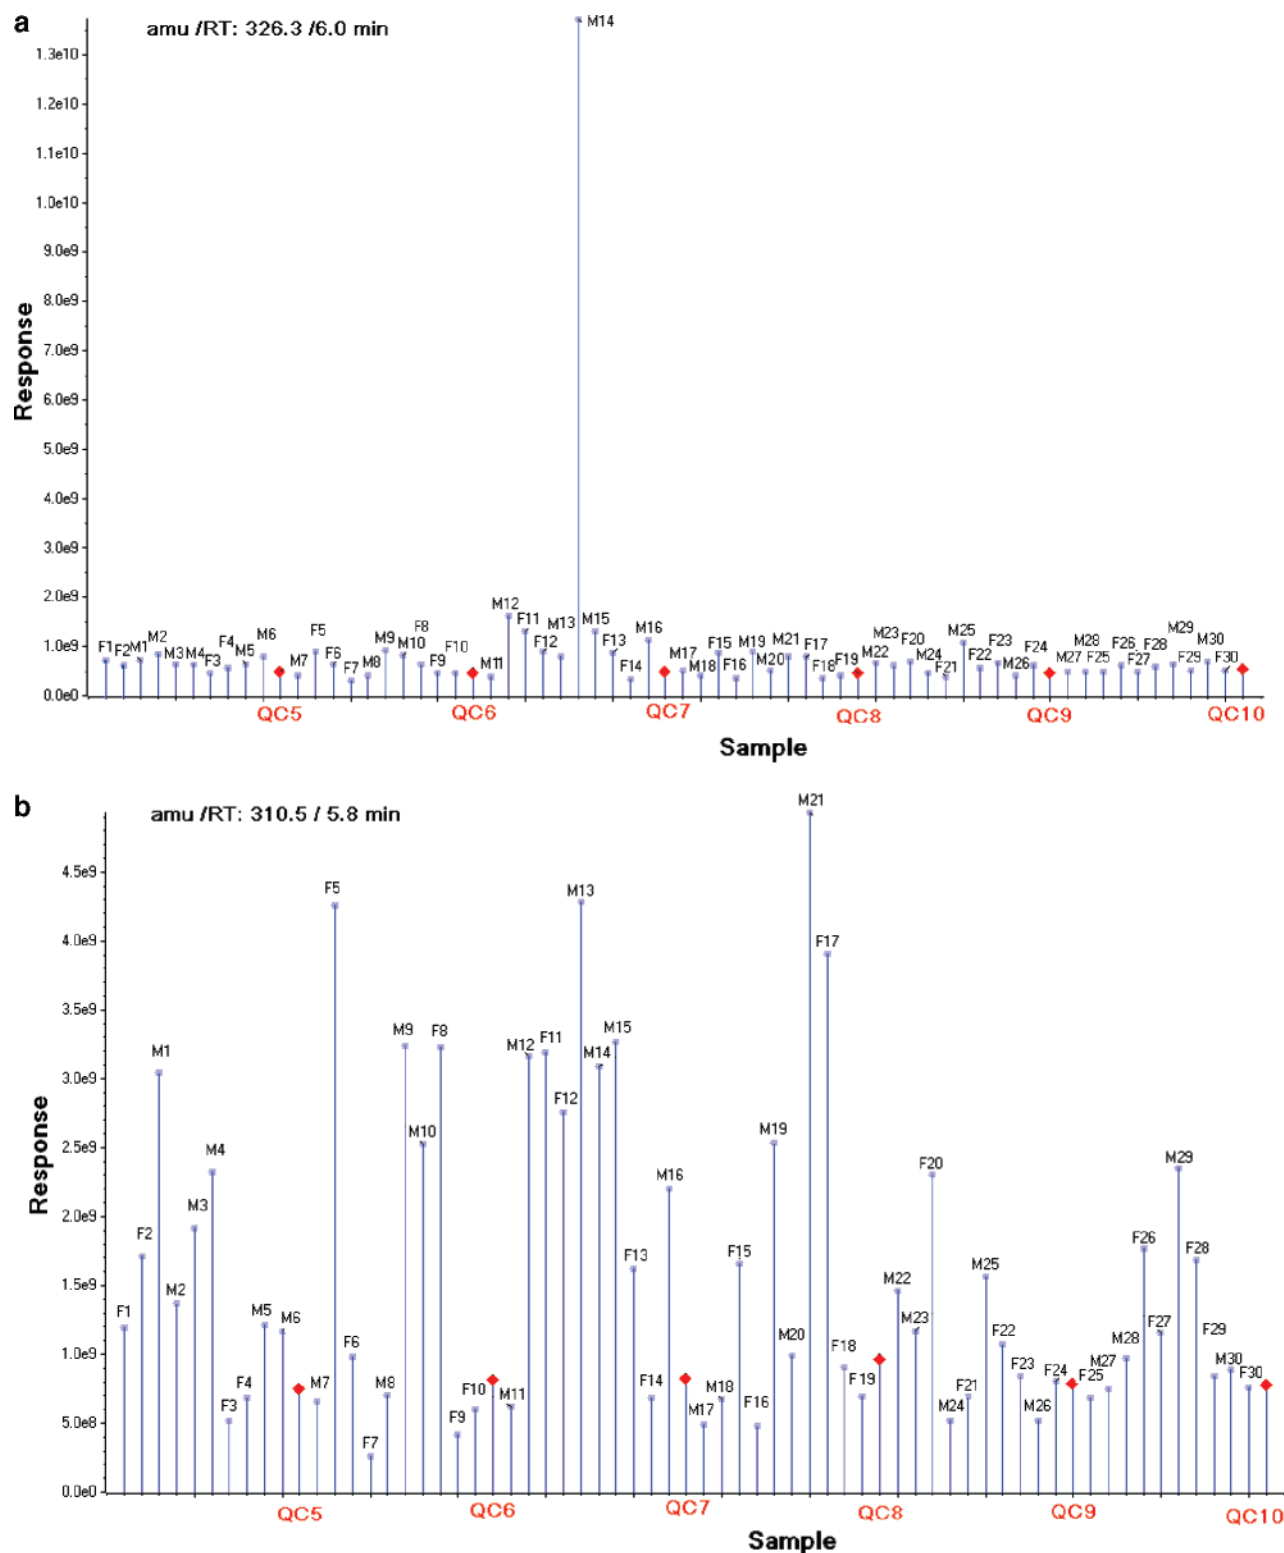 a
amu /RT: 326.3 /6.0 min
M14
1.3e10
1.2e10
1.1e10
1.0e10
9.0e9
8.0e9
7.0e9
6.0e9
5.0e9
4.0e9
3.0e9
2.0e9
1.0e9
0.0e0
Response
F1 F2 M1 M2 M3 M4 F3 F4 M5 M6 M7 F5 F6 F7 M8 M9 M10 F8 F9 F10 M11 M12 F11 F12 M13 M15 F13 F14 M16 M17 M18 F15 F16 M19 M20 M21 F17 F18 F19 M22 M23 F20 M24 F21 M25 F22 F23 M26 F24 M27 M28 F25 F26 F27 F28 M29 F29 M30 F30
QC5 QC6 QC7 QC8 QC9 QC10
Sample
b
amu /RT: 310.5 / 5.8 min
4.5e9
4.0e9
3.5e9
3.0e9
2.5e9
2.0e9
1.5e9
1.0e9
5.0e8
0.0e0
Response
F1 F2 M1 M2 M3 M4 F3 F4 M5 M6 M7 F5 F6 F7 M8 M9 M10 F8 F9 F10 M11 M12 F11 F12 M13 M14 M15 F13 F14 M16 M17 M18 F15 F16 M19 M20 M21 F17 F18 F19 M22 M23 F20 M24 F21 M25 F22 F23 M26 F24 F25 M27 M28 F26 F27 M29 F28 F29 M30 F30
QC5 QC6 QC7 QC8 QC9 QC10
Sample